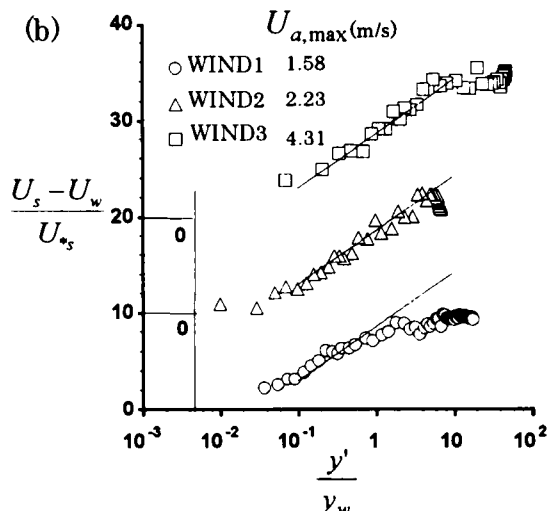 (b)
U_{a,max}(m/s)
○ WIND1 1.58
△ WIND2 2.23
□ WIND3 4.31
U_s − U_w
U_{*s}
40
30
20
10
0
0
0
10^{-3} 10^{-2} 10^{-1} 1 10 10^2
y'
y_w